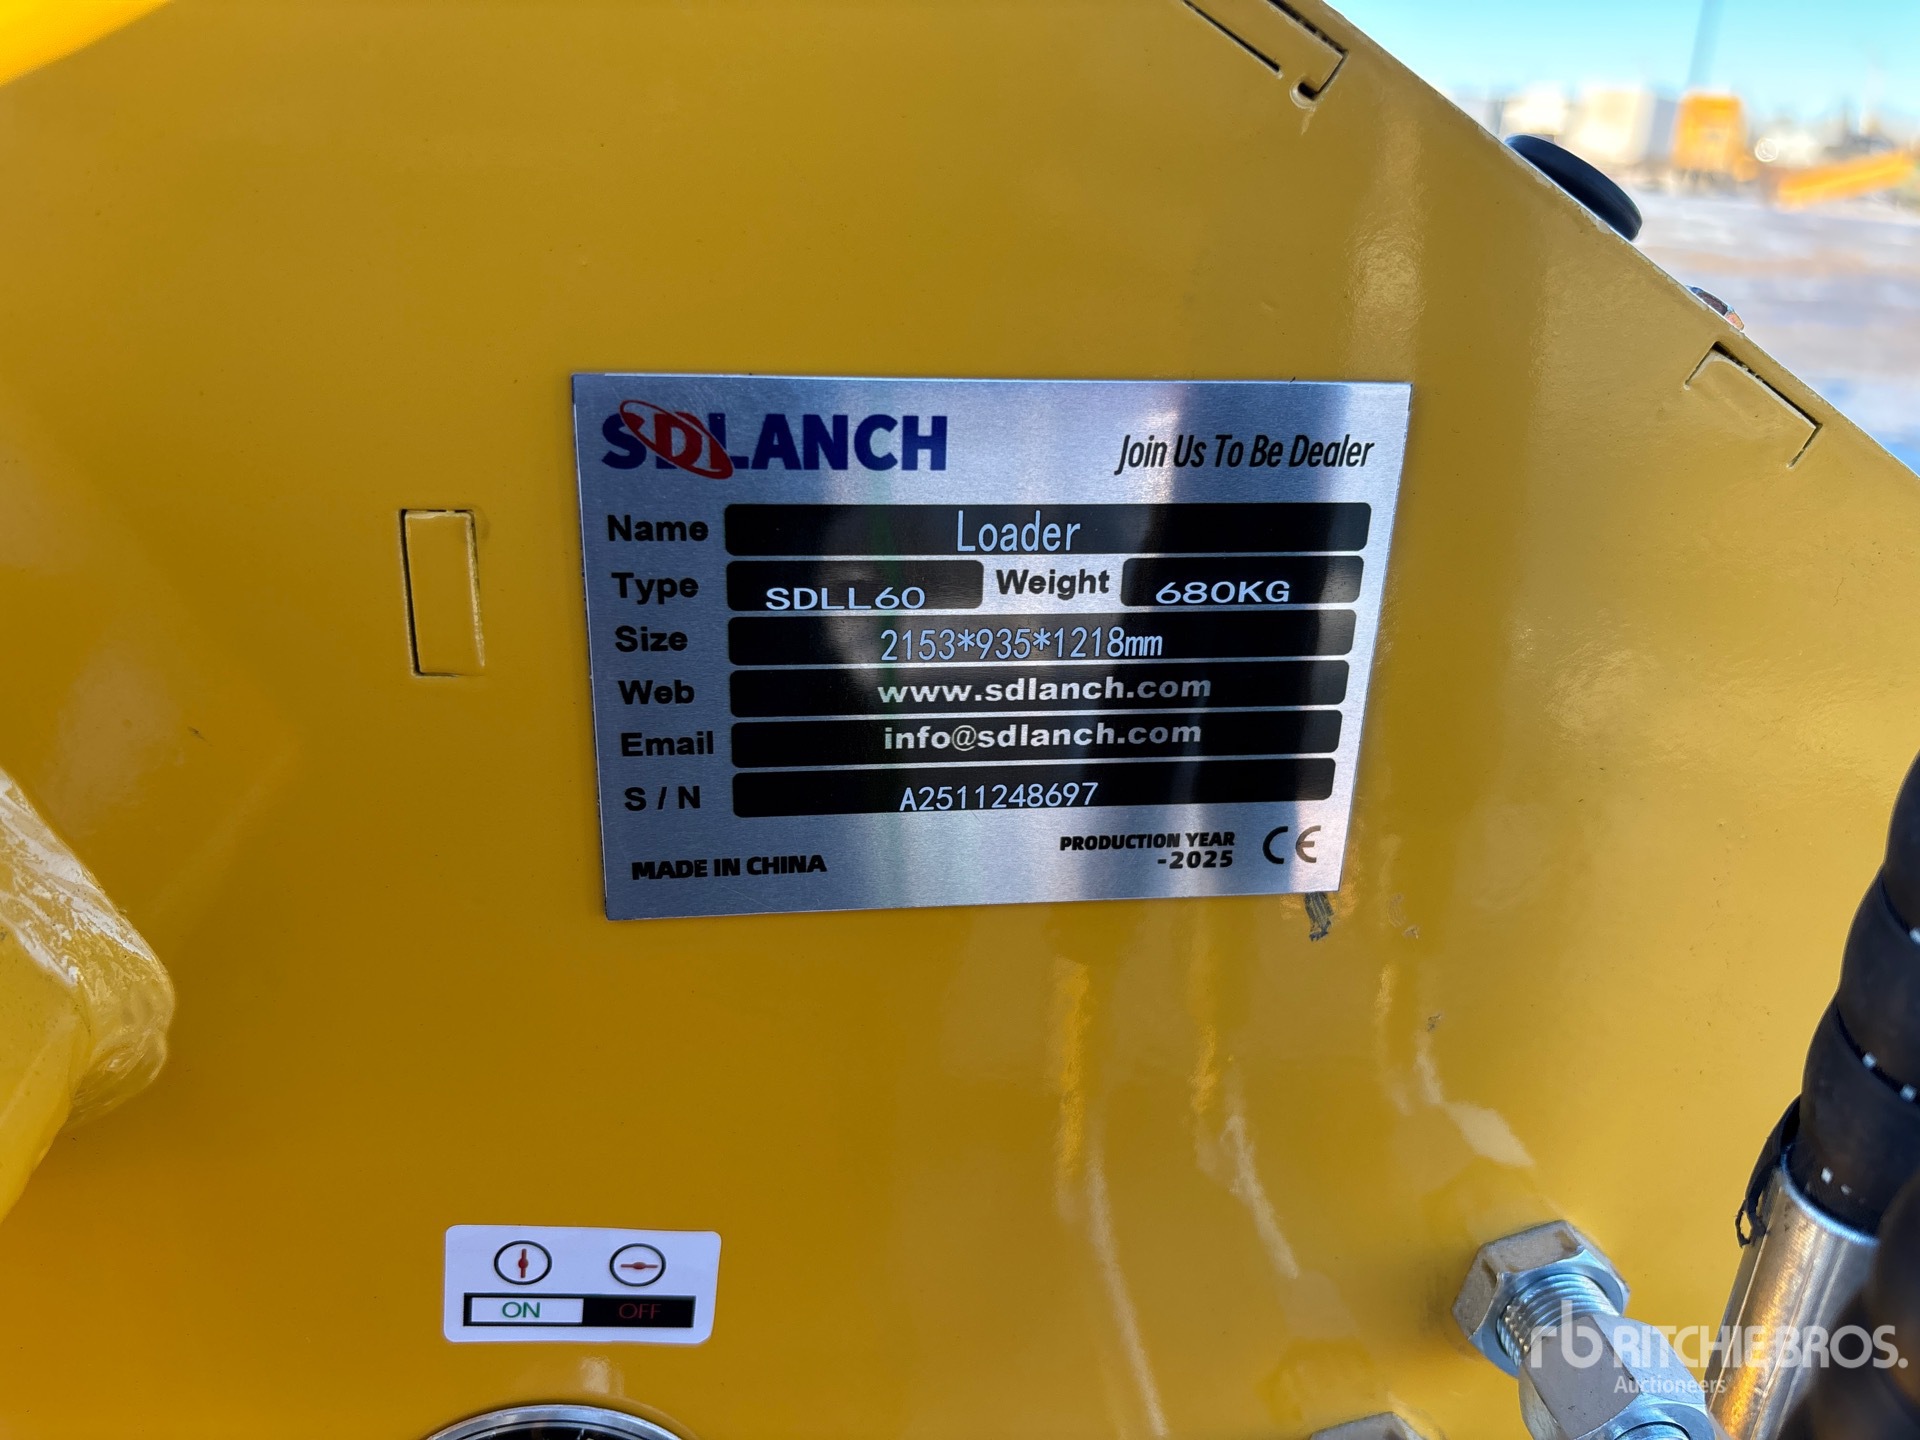 SDLANCH
Join Us To Be Dealer
Name Loader
Type SDLL60 Weight 680KG
Size 2153*935*1218mm
Web www.sdlanch.com
Email info@sdlanch.com
S/N A2511248697
MADE IN CHINA
PRODUCTION YEAR
-2025
CE
ON OFF
rb RITCHIE BROS.
Auctioneers